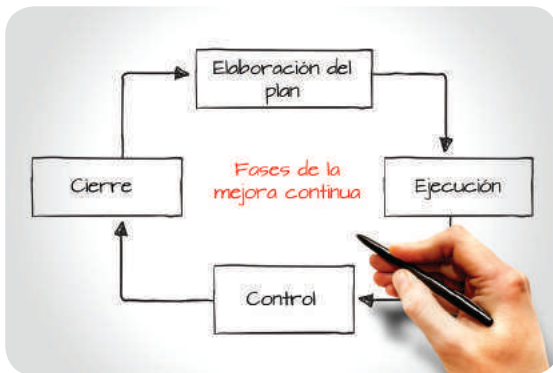 Elaboración del
plan
Fases de la
mejora continua
Cierre
Ejecución
Control